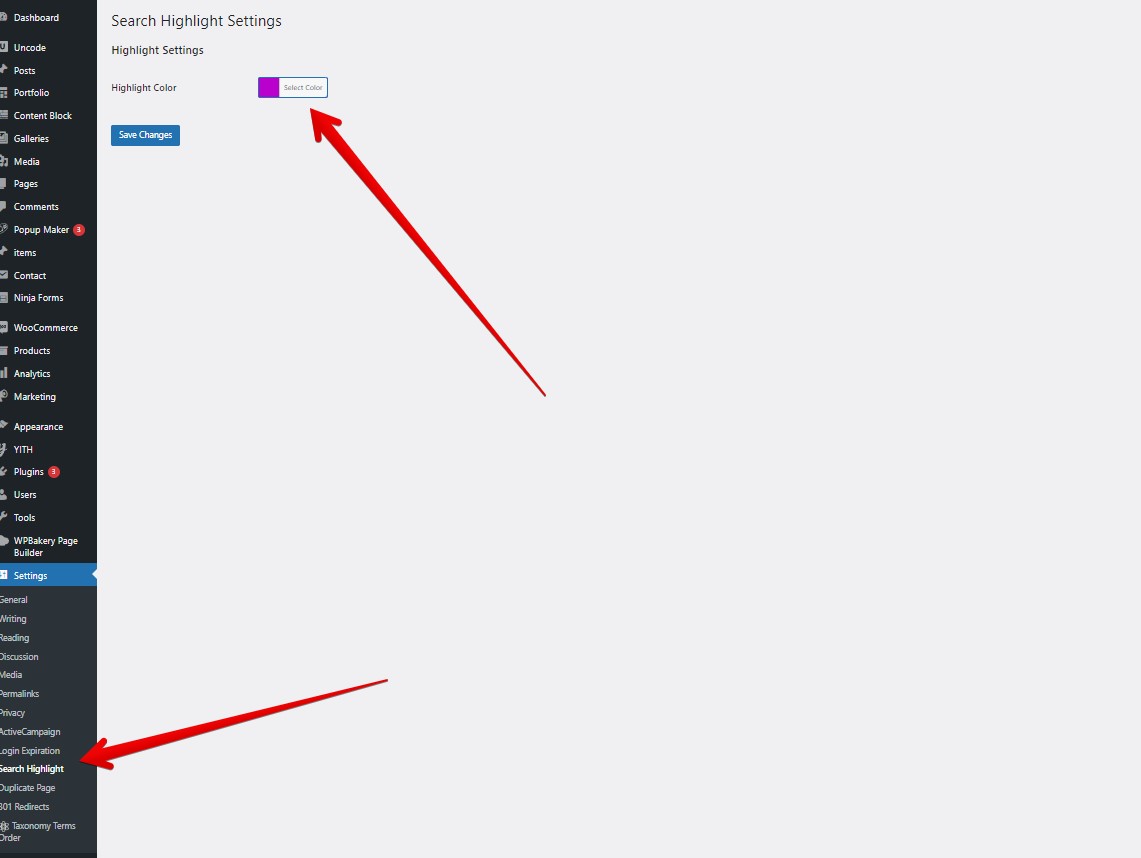 Dashboard
Uncode
Posts
Portfolio
Content Block
Galleries
Media
Pages
Comments
Popup Maker 3
items
Contact
Ninja Forms
WooCommerce
Products
Analytics
Marketing
Appearance
YITH
Plugins 3
Users
Tools
WPBakery Page
Builder
Settings
General
Writing
Reading
Discussion
Media
Permalinks
Privacy
ActiveCampaign
Login Expiration
Search Highlight
Duplicate Page
301 Redirects
Taxonomy Terms
Order
Search Highlight Settings
Highlight Settings
Highlight Color
Select Color
Save Changes